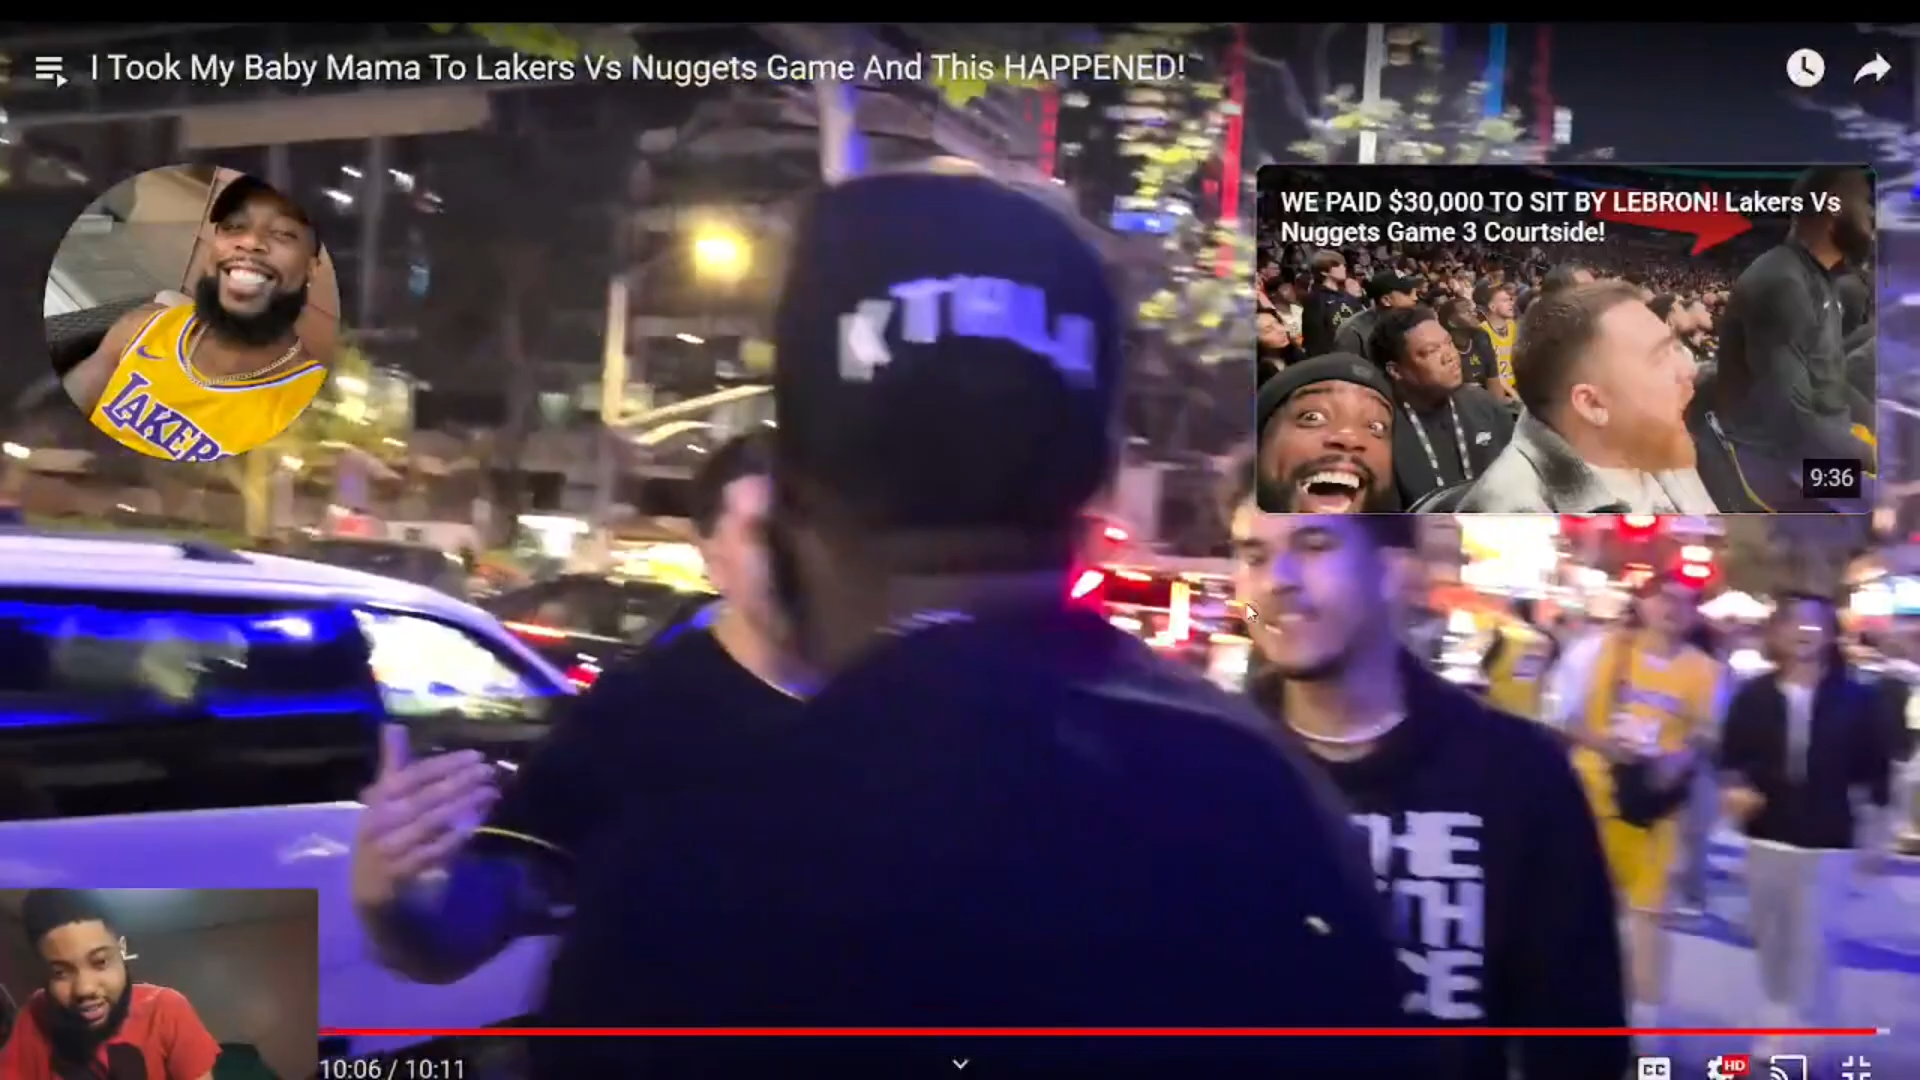 I Took My Baby Mama To Lakers Vs Nuggets Game And This HAPPENED!
WE PAID $30,000 TO SIT BY LEBRON! Lakers Vs
Nuggets Game 3 Courtside!
LAKERS
9:36
10:06 / 10:11
CC
HD